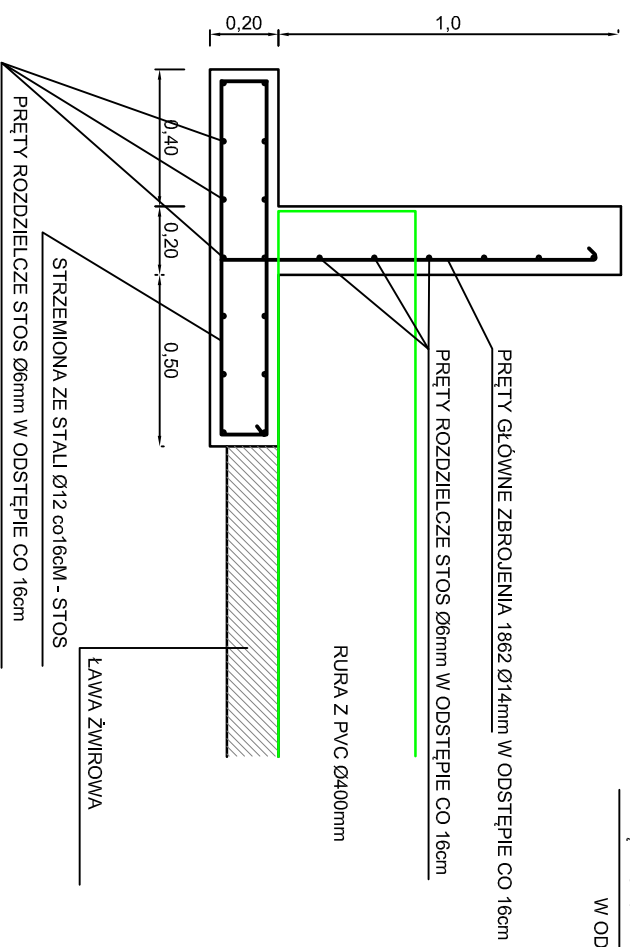 0,20
1,0
0,40
0,20
0,50
W OD
PRĘTY GŁÓWNE ZBROJENIA 1862 Ø14mm W ODSTĘPIE CO 16cm
PRĘTY ROZDZIELCZE STOS Ø6mm W ODSTĘPIE CO 16cm
RURA Z PVC Ø400mm
ŁAWA ŻWIROWA
STRZEMIONA ZE STALI Ø12 co16cM - STOS
PRĘTY ROZDZIELCZE STOS Ø6mm W ODSTĘPIE CO 16cm